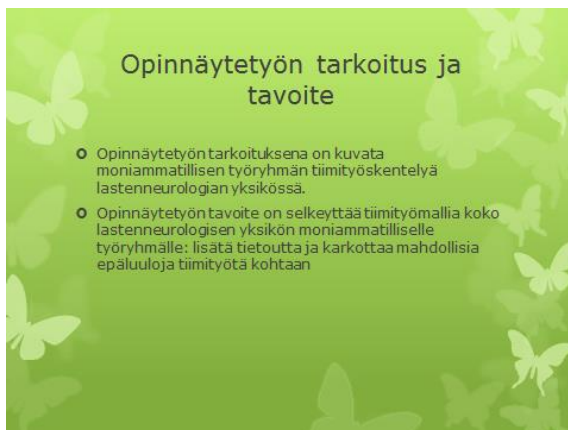 Opinnäytetyön tarkoitus ja
tavoite
Opinnäytetyön tarkoituksena on kuvata
moniammatillisen työryhmän tiimityöskentelyä
lastenneurologian yksikössä.
Opinnäytetyön tavoite on selkeyttää tiimityömallia koko
lastenneurologisen yksikön moniammatilliselle
työryhmälle: lisätä tietoutta ja karkottaa mahdollisia
epäluuloja tiimityötä kohtaan